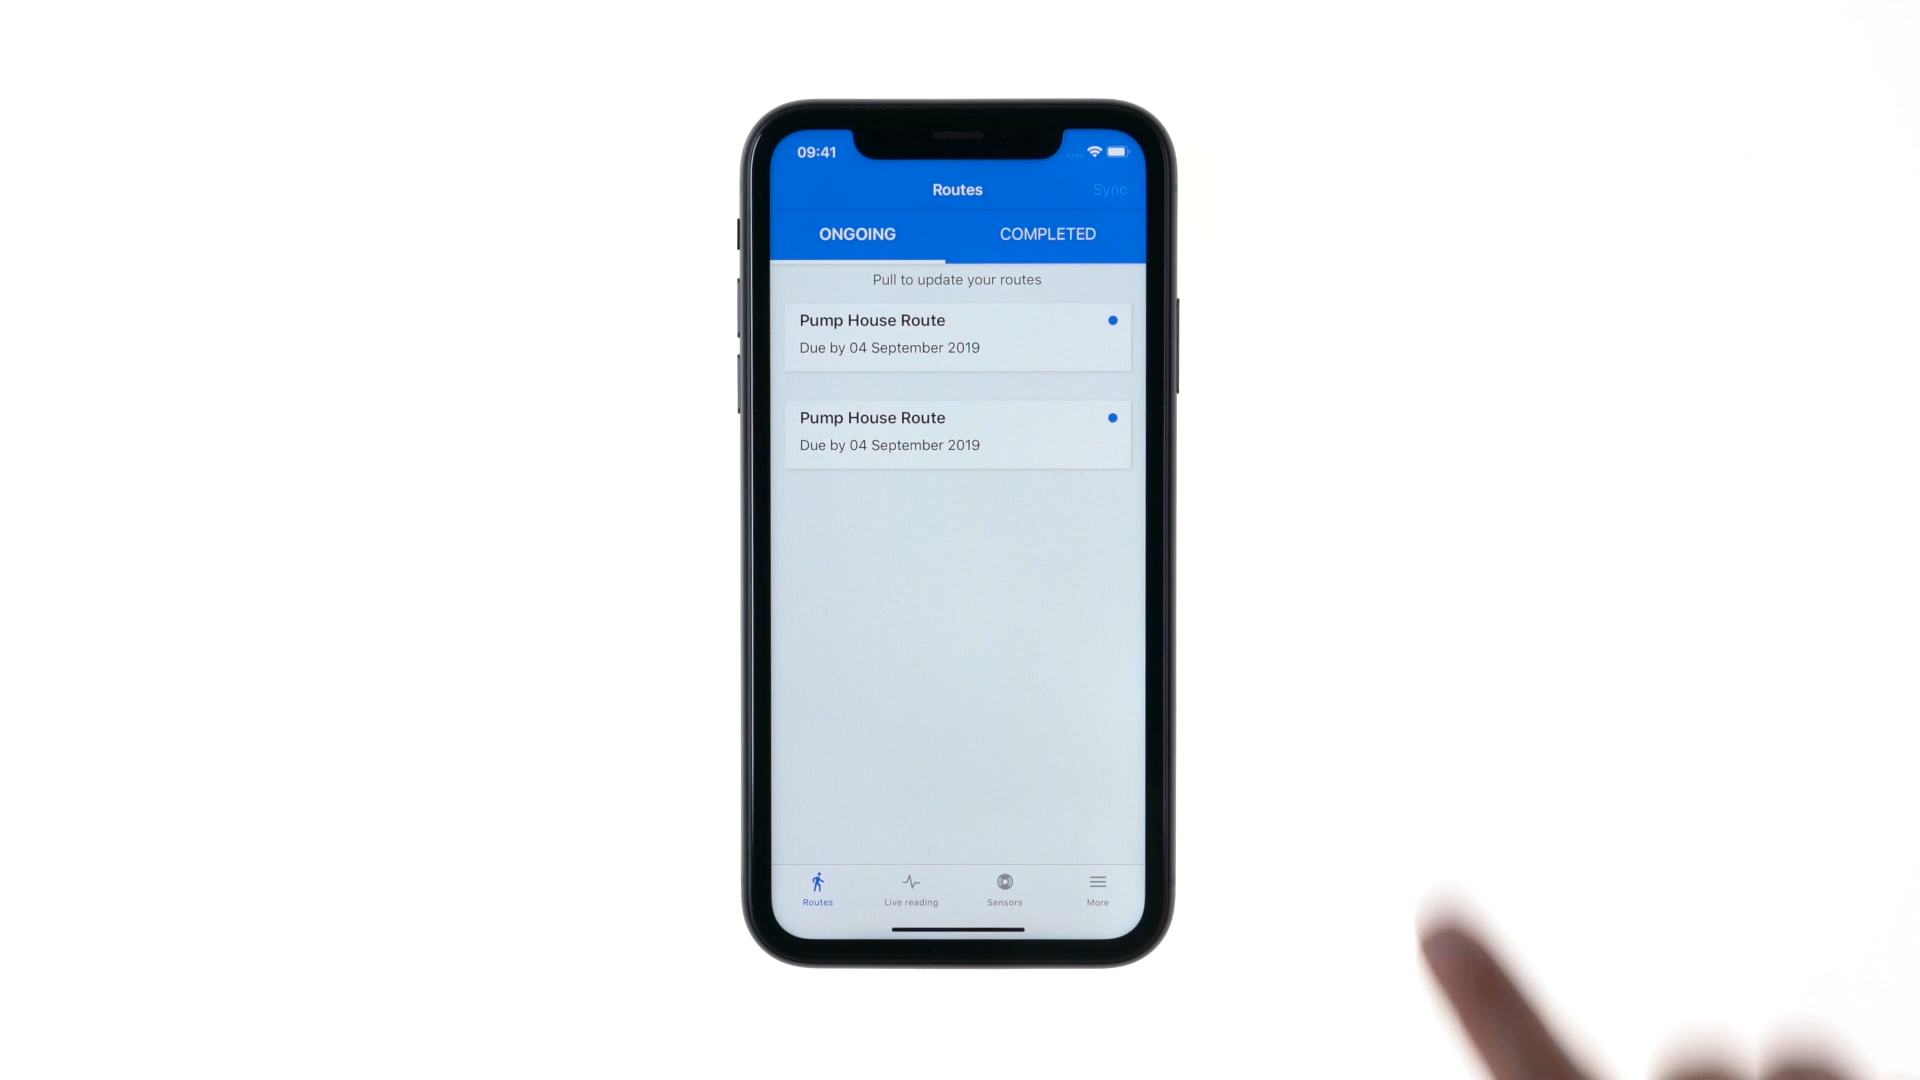 09:41
Routes
Sync
ONGOING
COMPLETED
Pull to update your routes
Pump House Route
Due by 04 September 2019
Pump House Route
Due by 04 September 2019
Routes
Live reading
Sensors
More